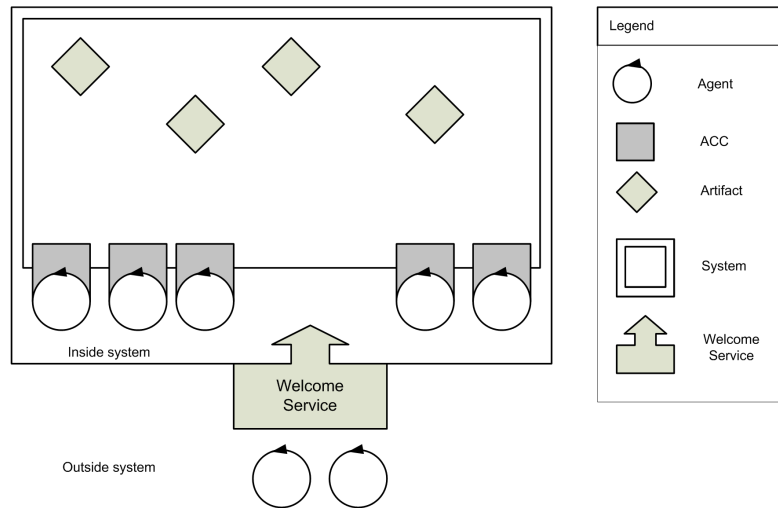 Inside system
Welcome
Service
Outside system
Legend
Agent
ACC
Artifact
System
Welcome
Service